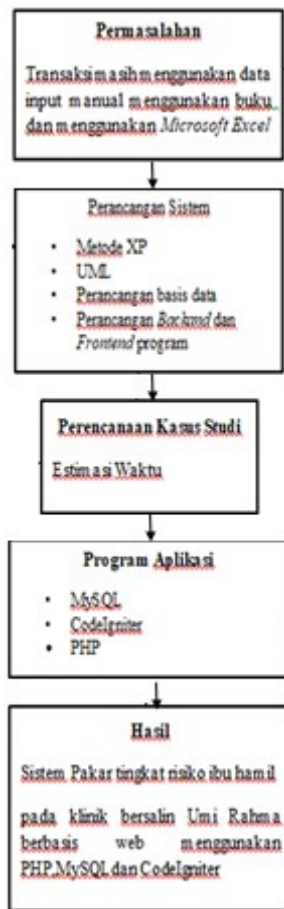 Permasalahan
Transaksi masih menggunakan data
input manual menggunakan buku
dan menggunakan Microsoft Excel
Perancangan Sistem
• Metode XP
• UML
• Perancangan basis data
• Perancangan Backand dan
Frontend program
Perencanaan Kasus Studi
Estimasi Waktu
Program Aplikasi
• MySQL
• CodeIgniter
• PHP
Hasil
Sistem Pakar tingkat risiko ibu hamil
pada klinik bersalin Umi Rahma
berbasis web menggunakan
PHP,MySQL dan CodeIgniter